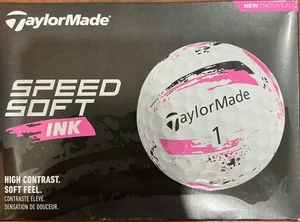 TaylorMade
NEW / NOUVEAU
SPEED
SOFT
INK
TaylorMade
1
HIGH CONTRAST.
SOFT FEEL.
CONTRASTE ÉLEVÉ.
SENSATION DE DOUCEUR.